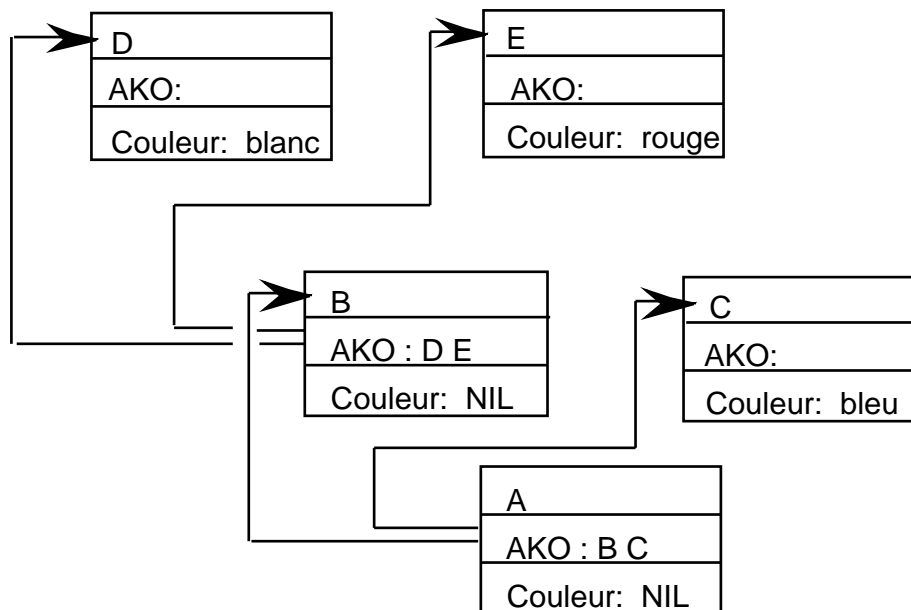 D
AKO:
Couleur: blanc
E
AKO:
Couleur: rouge
B
AKO : D E
Couleur: NIL
C
AKO:
Couleur: bleu
A
AKO : B C
Couleur: NIL